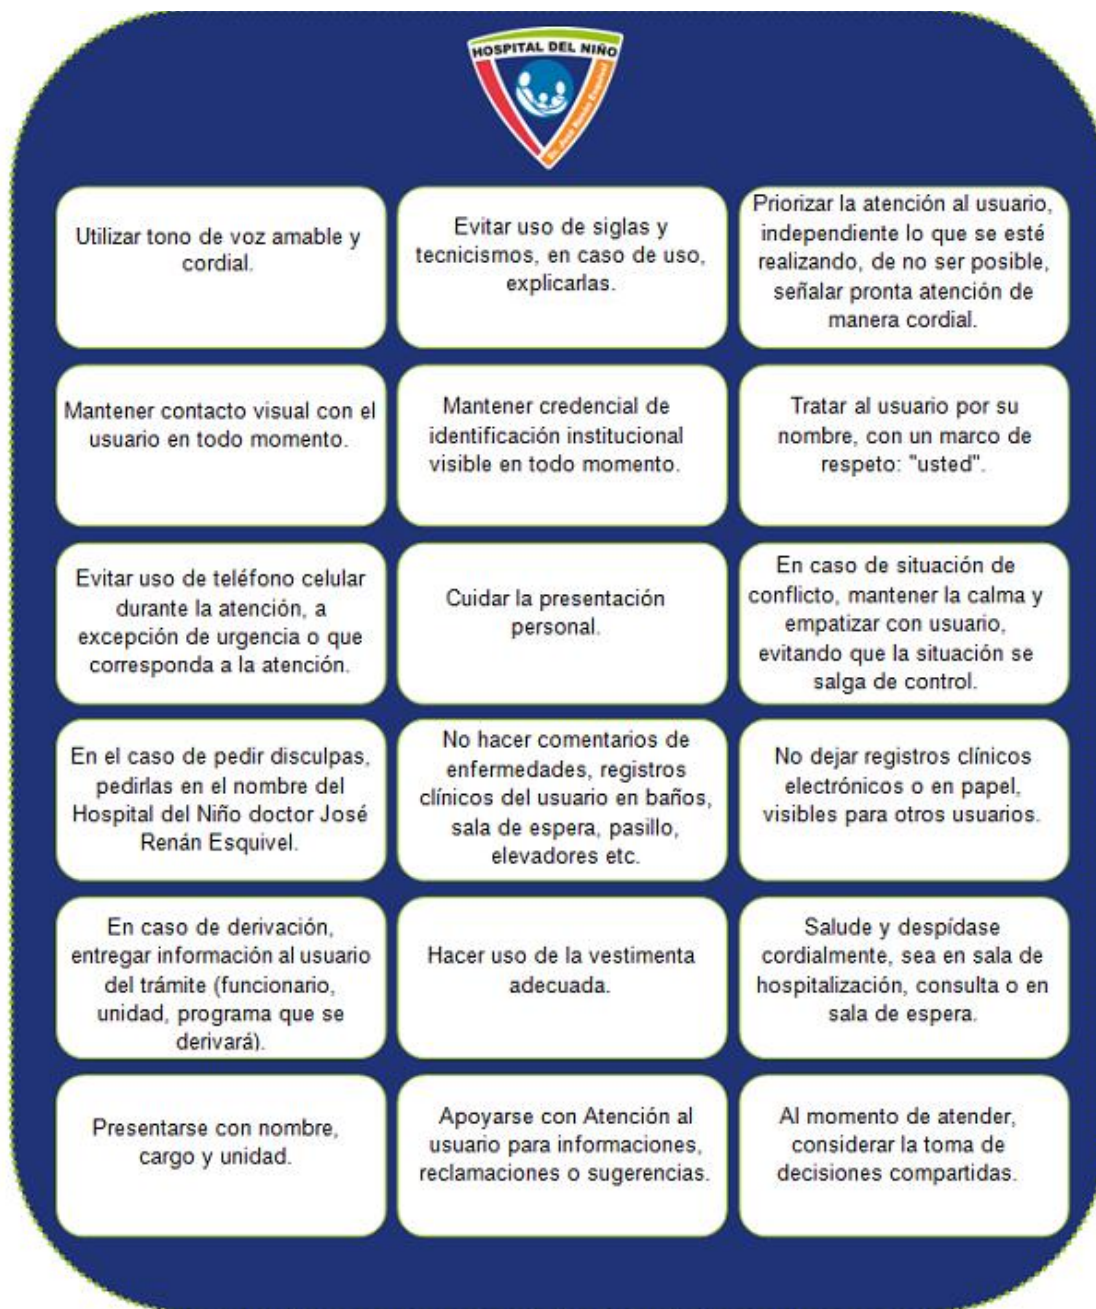 HOSPITAL DEL NIÑO
Dr. José Renán Esquivel
Utilizar tono de voz amable y
cordial.
Evitar uso de siglas y
tecnicismos, en caso de uso,
explicarlas.
Priorizar la atención al usuario,
independiente lo que se esté
realizando, de no ser posible,
señalar pronta atención de
manera cordial.
Mantener contacto visual con el
usuario en todo momento.
Mantener credencial de
identificación institucional
visible en todo momento.
Tratar al usuario por su
nombre, con un marco de
respeto: "usted".
Evitar uso de teléfono celular
durante la atención, a
excepción de urgencia o que
corresponda a la atención.
Cuidar la presentación
personal.
En caso de situación de
conflicto, mantener la calma y
empatizar con usuario,
evitando que la situación se
salga de control.
En el caso de pedir disculpas,
pedirlas en el nombre del
Hospital del Niño doctor José
Renán Esquivel.
No hacer comentarios de
enfermedades, registros
clínicos del usuario en baños,
sala de espera, pasillo,
elevadores etc.
No dejar registros clínicos
electrónicos o en papel,
visibles para otros usuarios.
En caso de derivación,
entregar información al usuario
del trámite (funcionario,
unidad, programa que se
derivará).
Hacer uso de la vestimenta
adecuada.
Salude y despídase
cordialmente, sea en sala de
hospitalización, consulta o en
sala de espera.
Presentarse con nombre,
cargo y unidad.
Apoyarse con Atención al
usuario para informaciones,
reclamaciones o sugerencias.
Al momento de atender,
considerar la toma de
decisiones compartidas.